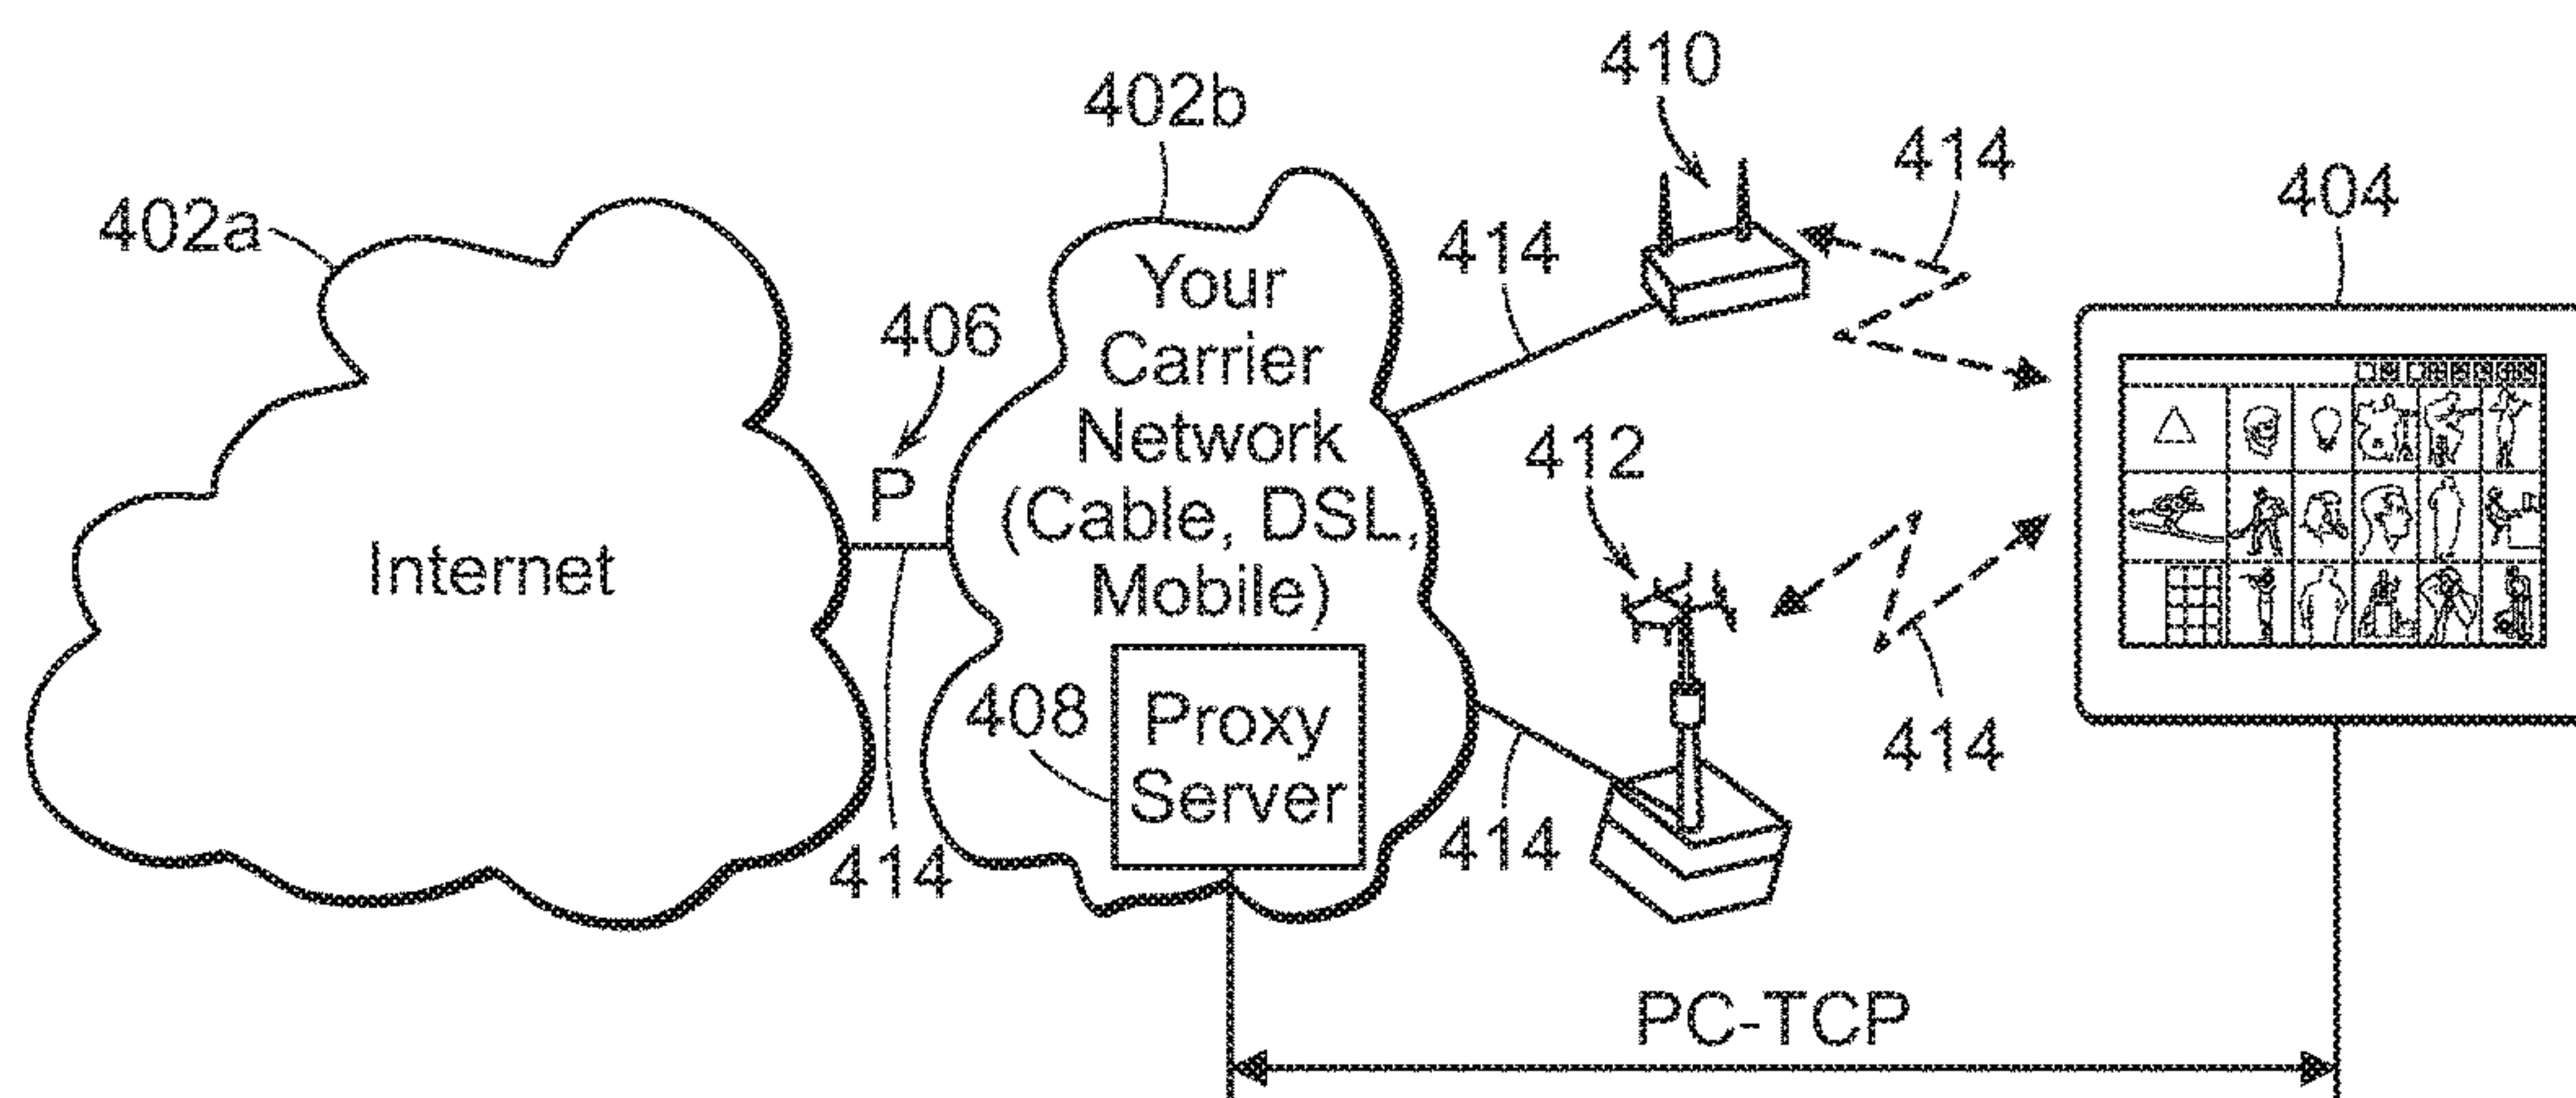 410
402b
414
404
402a
414
406
Your
Carrier
Network
(Cable, DSL,
Mobile)
P
412
Internet
408
Proxy
Server
414
414
414
PC-TCP